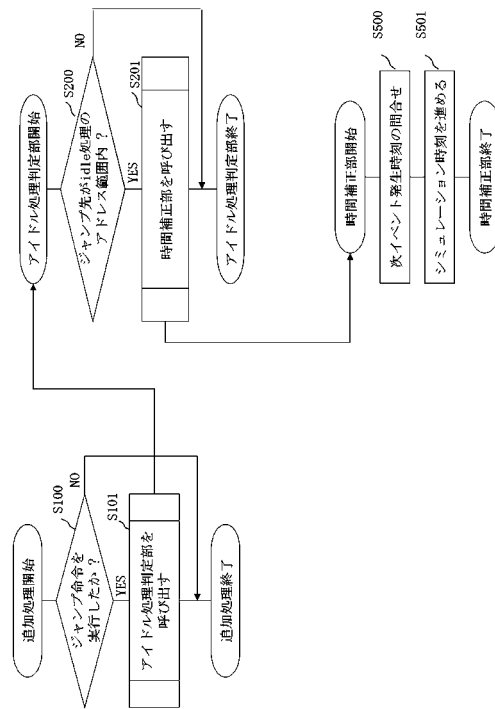 追加処理開始
ジャンプ命令を
実行したか？
S100
NO
YES
S101
アイドル処理判定部を
呼び出す
追加処理終了
アイドル処理判定部開始
ジャンプ先がidle処理の
アドレス範囲内？
S200
NO
YES
S201
時間補正部を呼び出す
アイドル処理判定部終了
時間補正部開始
S500
次イベント発生時刻の問合せ
S501
シミュレーション時刻を進める
時間補正部終了